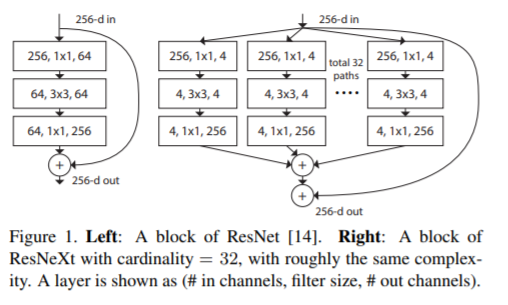 256-d in
256, 1x1, 64
64, 3x3, 64
64, 1x1, 256
+
256-d out
256-d in
256, 1x1, 4
256, 1x1, 4
total 32
paths
256, 1x1, 4
4, 3x3, 4
4, 3x3, 4
....
4, 3x3, 4
4, 1x1, 256
4, 1x1, 256
4, 1x1, 256
+
+
256-d out
Figure 1. Left: A block of ResNet [14]. Right: A block of
ResNeXt with cardinality = 32, with roughly the same complex-
ity. A layer is shown as (# in channels, filter size, # out channels).